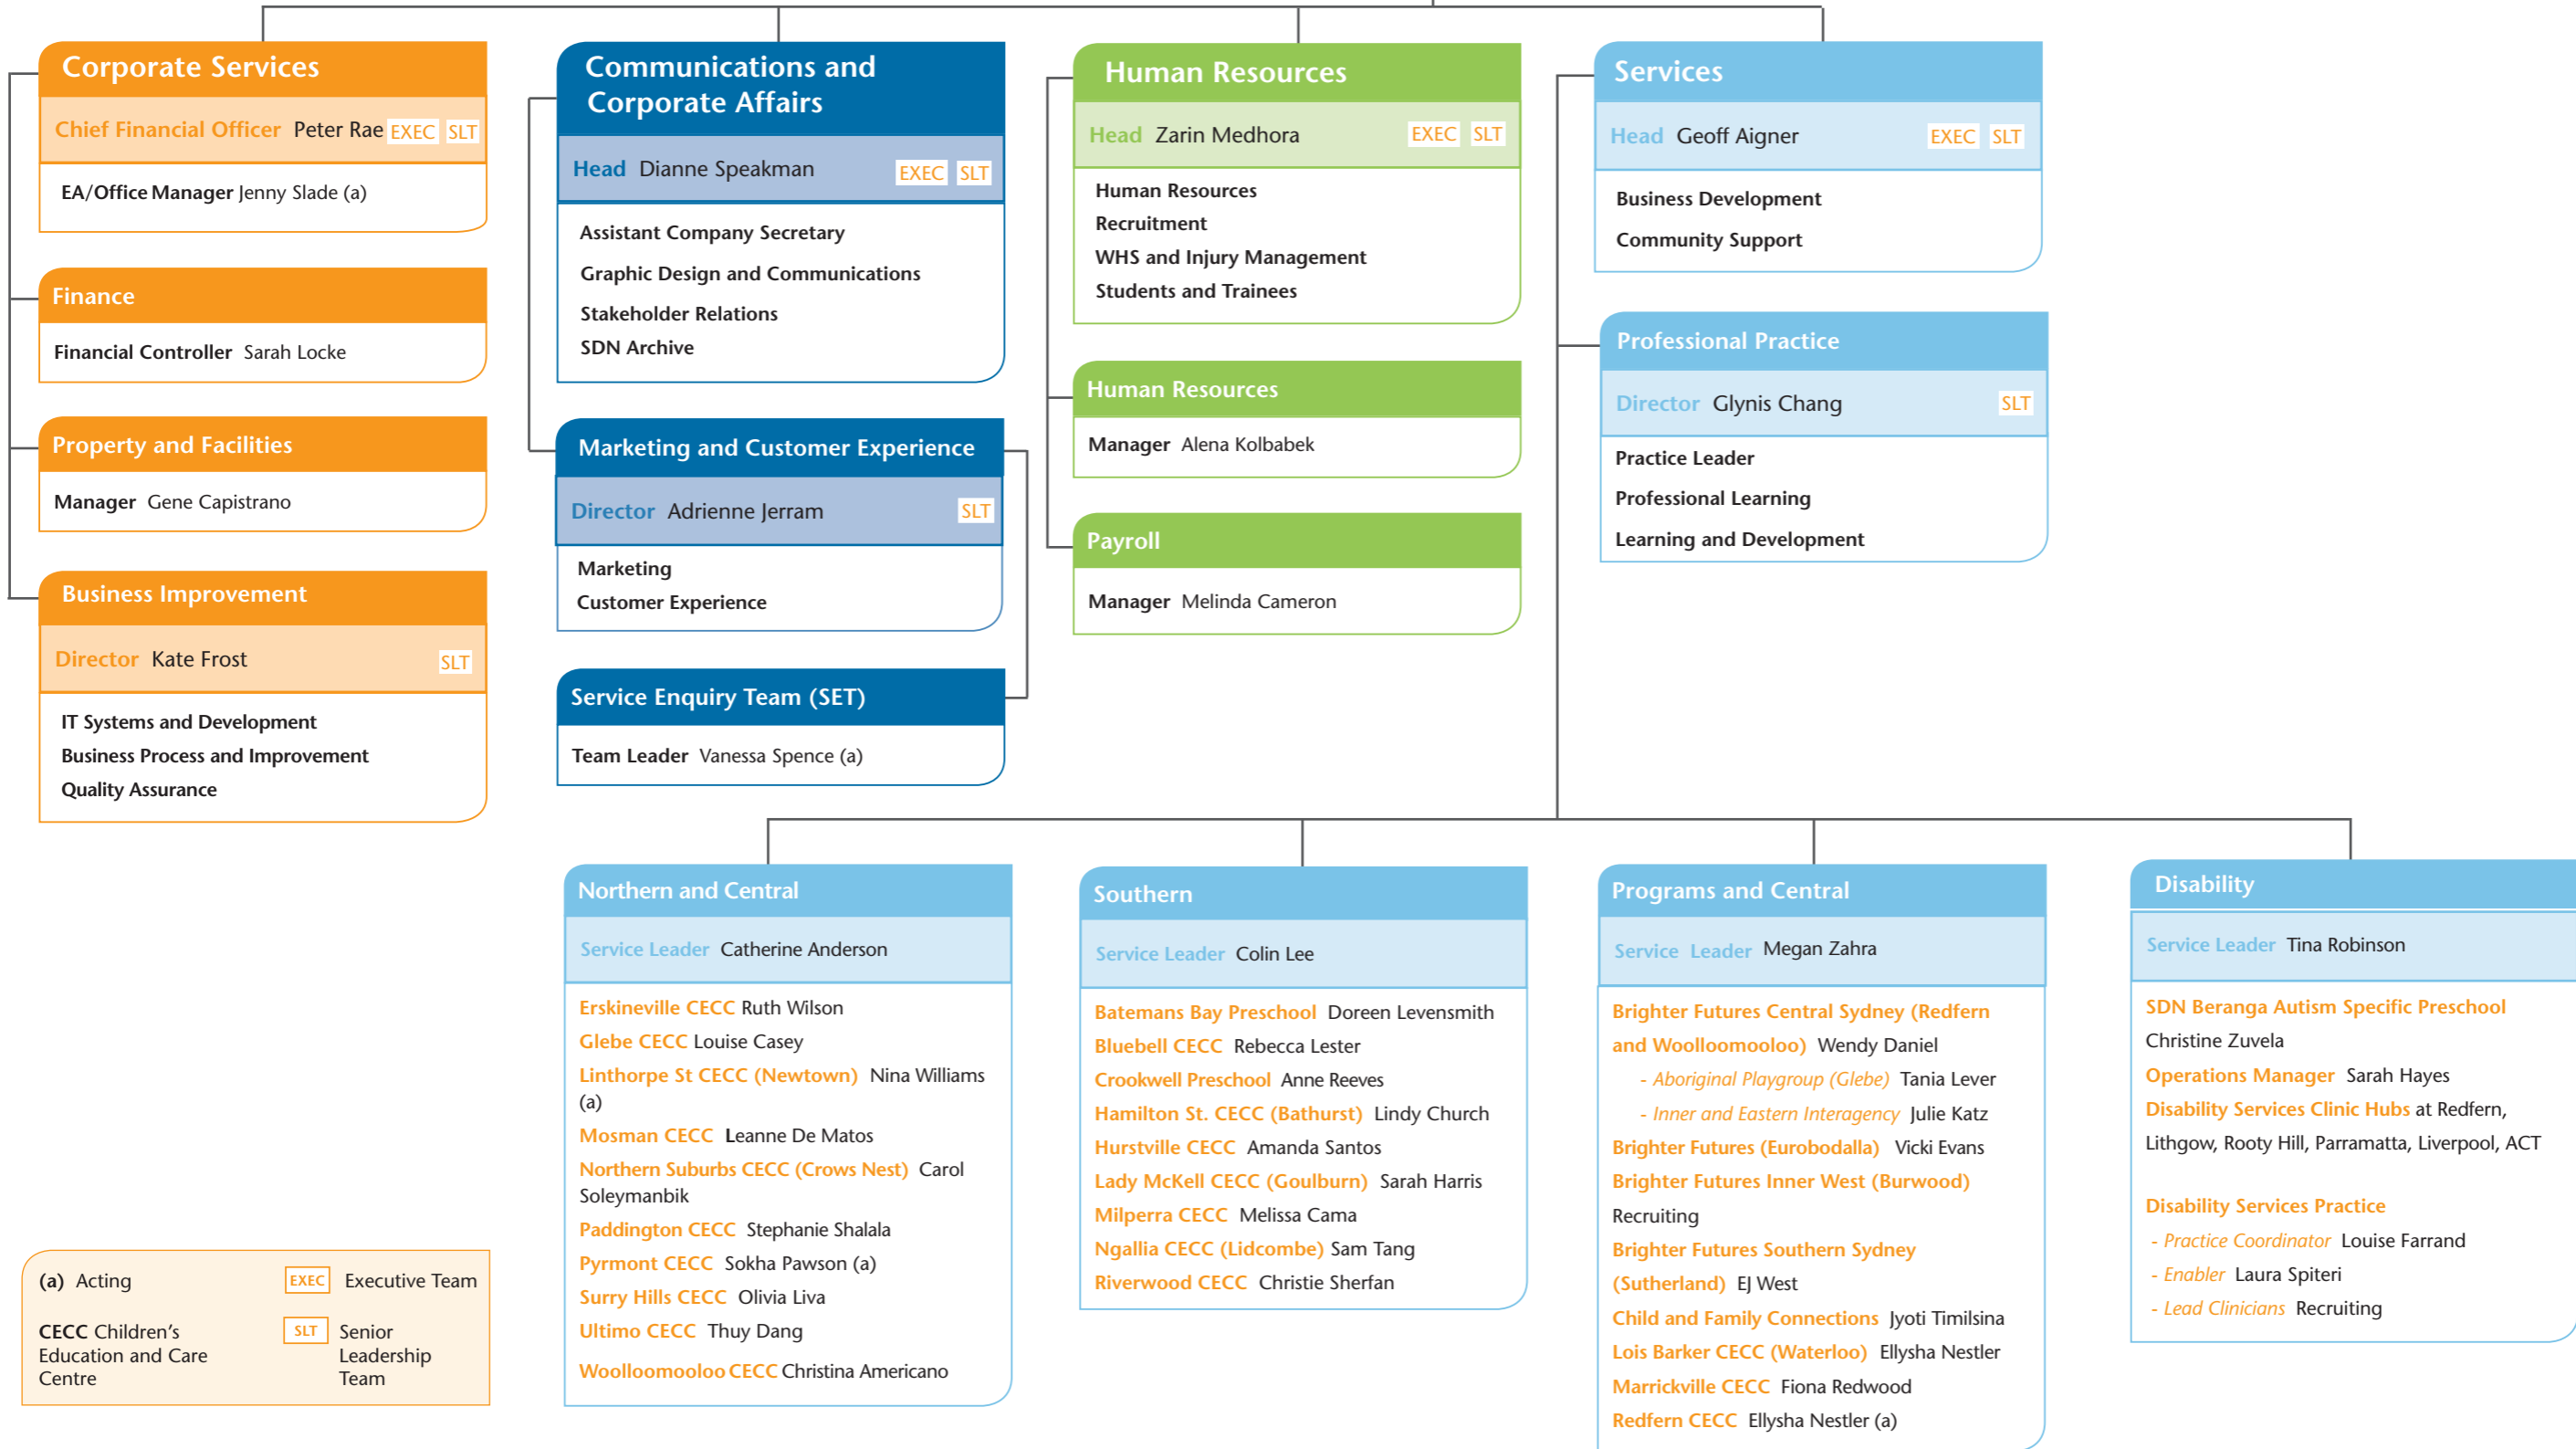 Corporate Services
Chief Financial Officer Peter Rae EXEC SLT
EA/Office Manager Jenny Slade (a)
Finance
Financial Controller Sarah Locke
Property and Facilities
Manager Gene Capistrano
Business Improvement
Director Kate Frost SLT
IT Systems and Development
Business Process and Improvement
Quality Assurance
Communications and
Corporate Affairs
Head Dianne Speakman EXEC SLT
Assistant Company Secretary
Graphic Design and Communications
Stakeholder Relations
SDN Archive
Marketing and Customer Experience
Director Adrienne Jerram SLT
Marketing
Customer Experience
Service Enquiry Team (SET)
Team Leader Vanessa Spence (a)
Human Resources
Head Zarin Medhora EXEC SLT
Human Resources
Recruitment
WHS and Injury Management
Students and Trainees
Human Resources
Manager Alena Kolbabek
Payroll
Manager Melinda Cameron
Services
Head Geoff Aigner EXEC SLT
Business Development
Community Support
Professional Practice
Director Glynis Chang SLT
Practice Leader
Professional Learning
Learning and Development
Northern and Central
Service Leader Catherine Anderson
Erskineville CECC Ruth Wilson
Glebe CECC Louise Casey
Linthorpe St CECC (Newtown) Nina Williams
(a)
Mosman CECC Leanne De Matos
Northern Suburbs CECC (Crows Nest) Carol
Soleymanbik
Paddington CECC Stephanie Shalala
Pyrmont CECC Sokha Pawson (a)
Surry Hills CECC Olivia Liva
Ultimo CECC Thuy Dang
Woolloomooloo CECC Christina Americano
Southern
Service Leader Colin Lee
Batemans Bay Preschool Doreen Levensmith
Bluebell CECC Rebecca Lester
Crookwell Preschool Anne Reeves
Hamilton St. CECC (Bathurst) Lindy Church
Hurstville CECC Amanda Santos
Lady McKell CECC (Goulburn) Sarah Harris
Milperra CECC Melissa Cama
Ngallia CECC (Lidcombe) Sam Tang
Riverwood CECC Christie Sherfan
Programs and Central
Service Leader Megan Zahra
Brighter Futures Central Sydney (Redfern
and Woolloomooloo) Wendy Daniel
- Aboriginal Playgroup (Glebe) Tania Lever
- Inner and Eastern Interagency Julie Katz
Brighter Futures (Eurobodalla) Vicki Evans
Brighter Futures Inner West (Burwood)
Recruiting
Brighter Futures Southern Sydney
(Sutherland) EJ West
Child and Family Connections Jyoti Timilsina
Lois Barker CECC (Waterloo) Ellysha Nestler
Marrickville CECC Fiona Redwood
Redfern CECC Ellysha Nestler (a)
Disability
Service Leader Tina Robinson
SDN Beranga Autism Specific Preschool
Christine Zuvela
Operations Manager Sarah Hayes
Disability Services Clinic Hubs at Redfern,
Lithgow, Rooty Hill, Parramatta, Liverpool, ACT
Disability Services Practice
- Practice Coordinator Louise Farrand
- Enabler Laura Spiteri
- Lead Clinicians Recruiting
(a) Acting
CECC Children's
Education and Care
Centre
EXEC Executive Team
SLT Senior
Leadership
Team